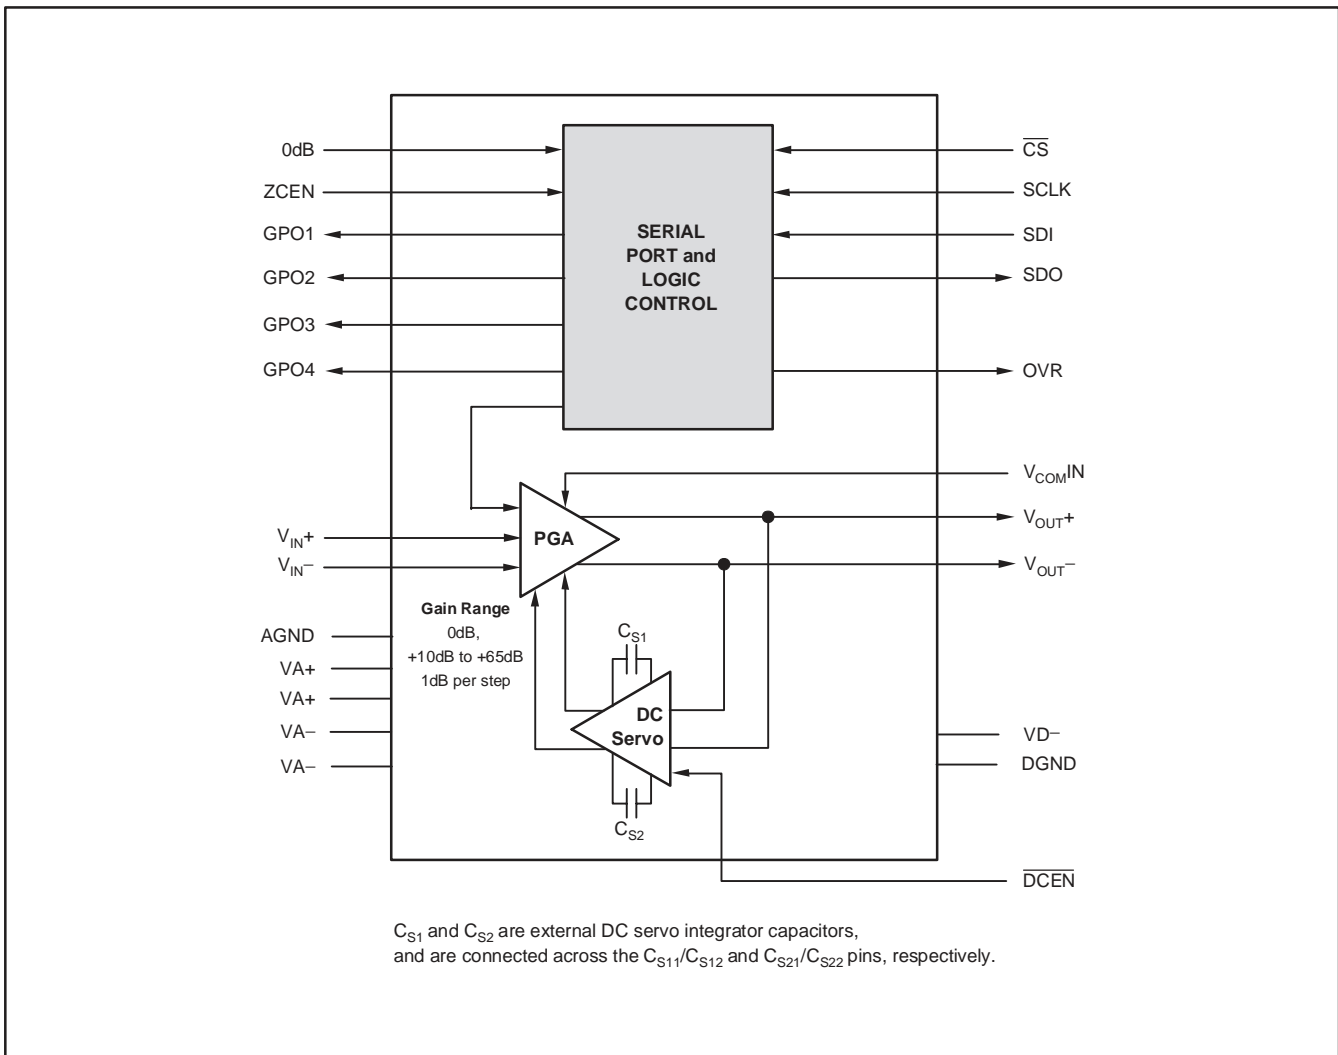 0dB
ZCEN
GPO1
GPO2
GPO3
GPO4
SERIAL
PORT and
LOGIC
CONTROL
CS
SCLK
SDI
SDO
OVR
VCOMIN
VOUT+
VOUT−
VIN+
VIN−
PGA
Gain Range
0dB,
+10dB to +65dB
1dB per step
AGND
VA+
VA+
VA−
VA−
CS1
DC
Servo
CS2
VD−
DGND
DCEN
CS1 and CS2 are external DC servo integrator capacitors,
and are connected across the CS11/CS12 and CS21/CS22 pins, respectively.